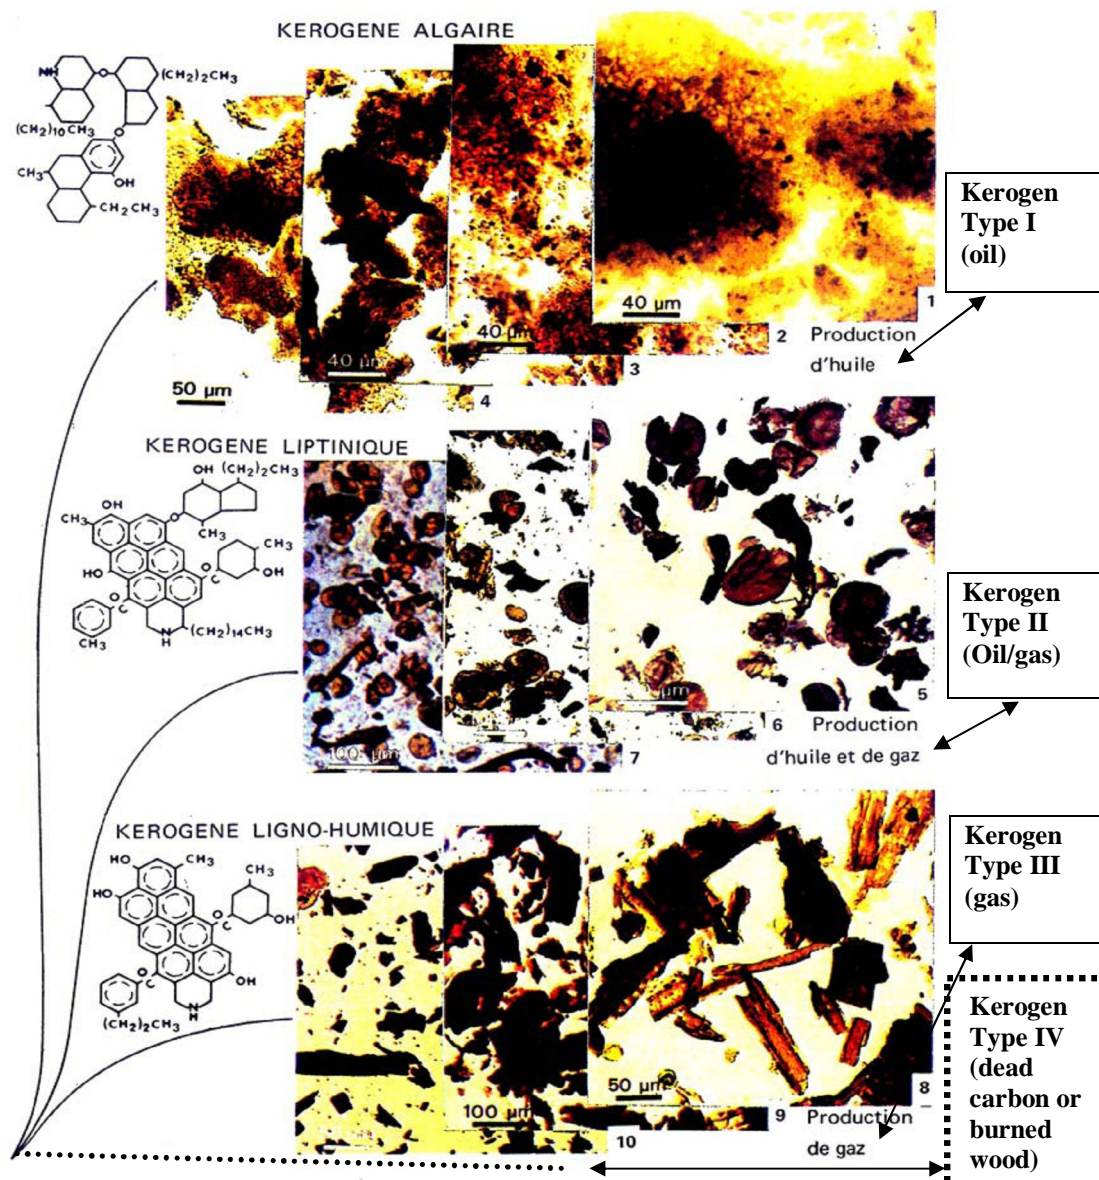 KEROGENE ALGAIRE
NH
O
(CH₂)₂CH₃
(CH₂)₁₀CH₃
O
CH₃
OH
CH₂CH₃
50 µm
40 µm
40 µm
40 µm
1
2
3
4
Production
d'huile
Kerogen
Type I
(oil)
KEROGENE LIPTINIQUE
OH (CH₂)₂CH₃
OH
CH₃
O
CH₃
CH₃
HO
O
C
OH
O
C
CH₃
N
H
(CH₂)₁₄CH₃
100 µm
µm
5
6
7
Production
d'huile et de gaz
Kerogen
Type II
(Oil/gas)
KEROGENE LIGNO-HUMIQUE
HO
CH₃
CH₃
HO
O
C
OH
O
C
OH
N
H
(CH₂)₂CH₃
50 µm
100 µm
8
9
10
Production
de gaz
Kerogen
Type III
(gas)
Kerogen
Type IV
(dead
carbon or
burned
wood)